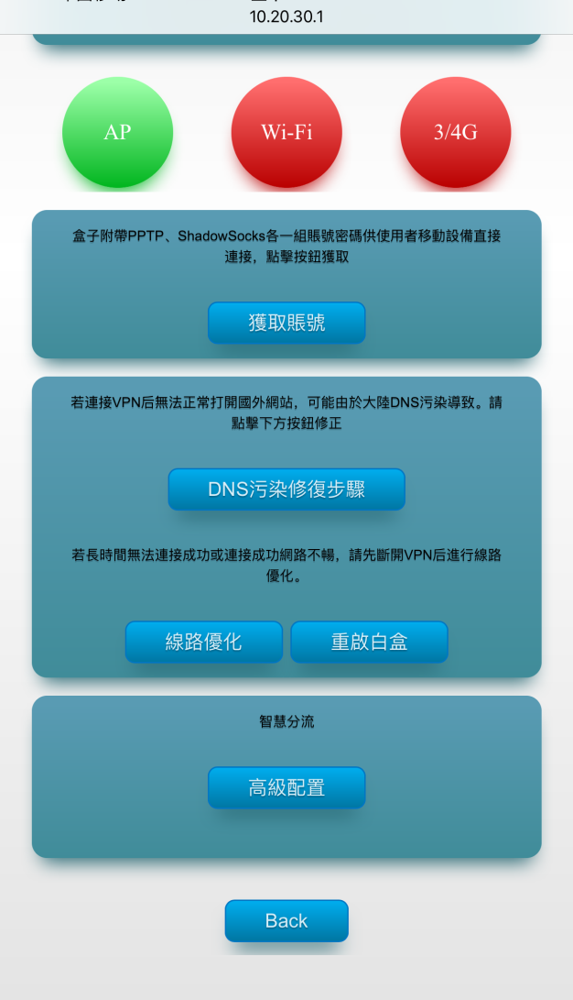 10.20.30.1
AP
Wi-Fi
3/4G
盒子附帶PPTP、ShadowSocks各一組賬號密碼供使用者移動設備直接
連接，點擊按鈕獲取
獲取賬號
若連接VPN后無法正常打開國外網站，可能由於大陸DNS污染導致。請
點擊下方按鈕修正
DNS污染修復步驟
若長時間無法連接成功或連接成功網路不暢，請先斷開VPN后進行線路
優化。
線路優化
重啟白盒
智慧分流
高級配置
Back